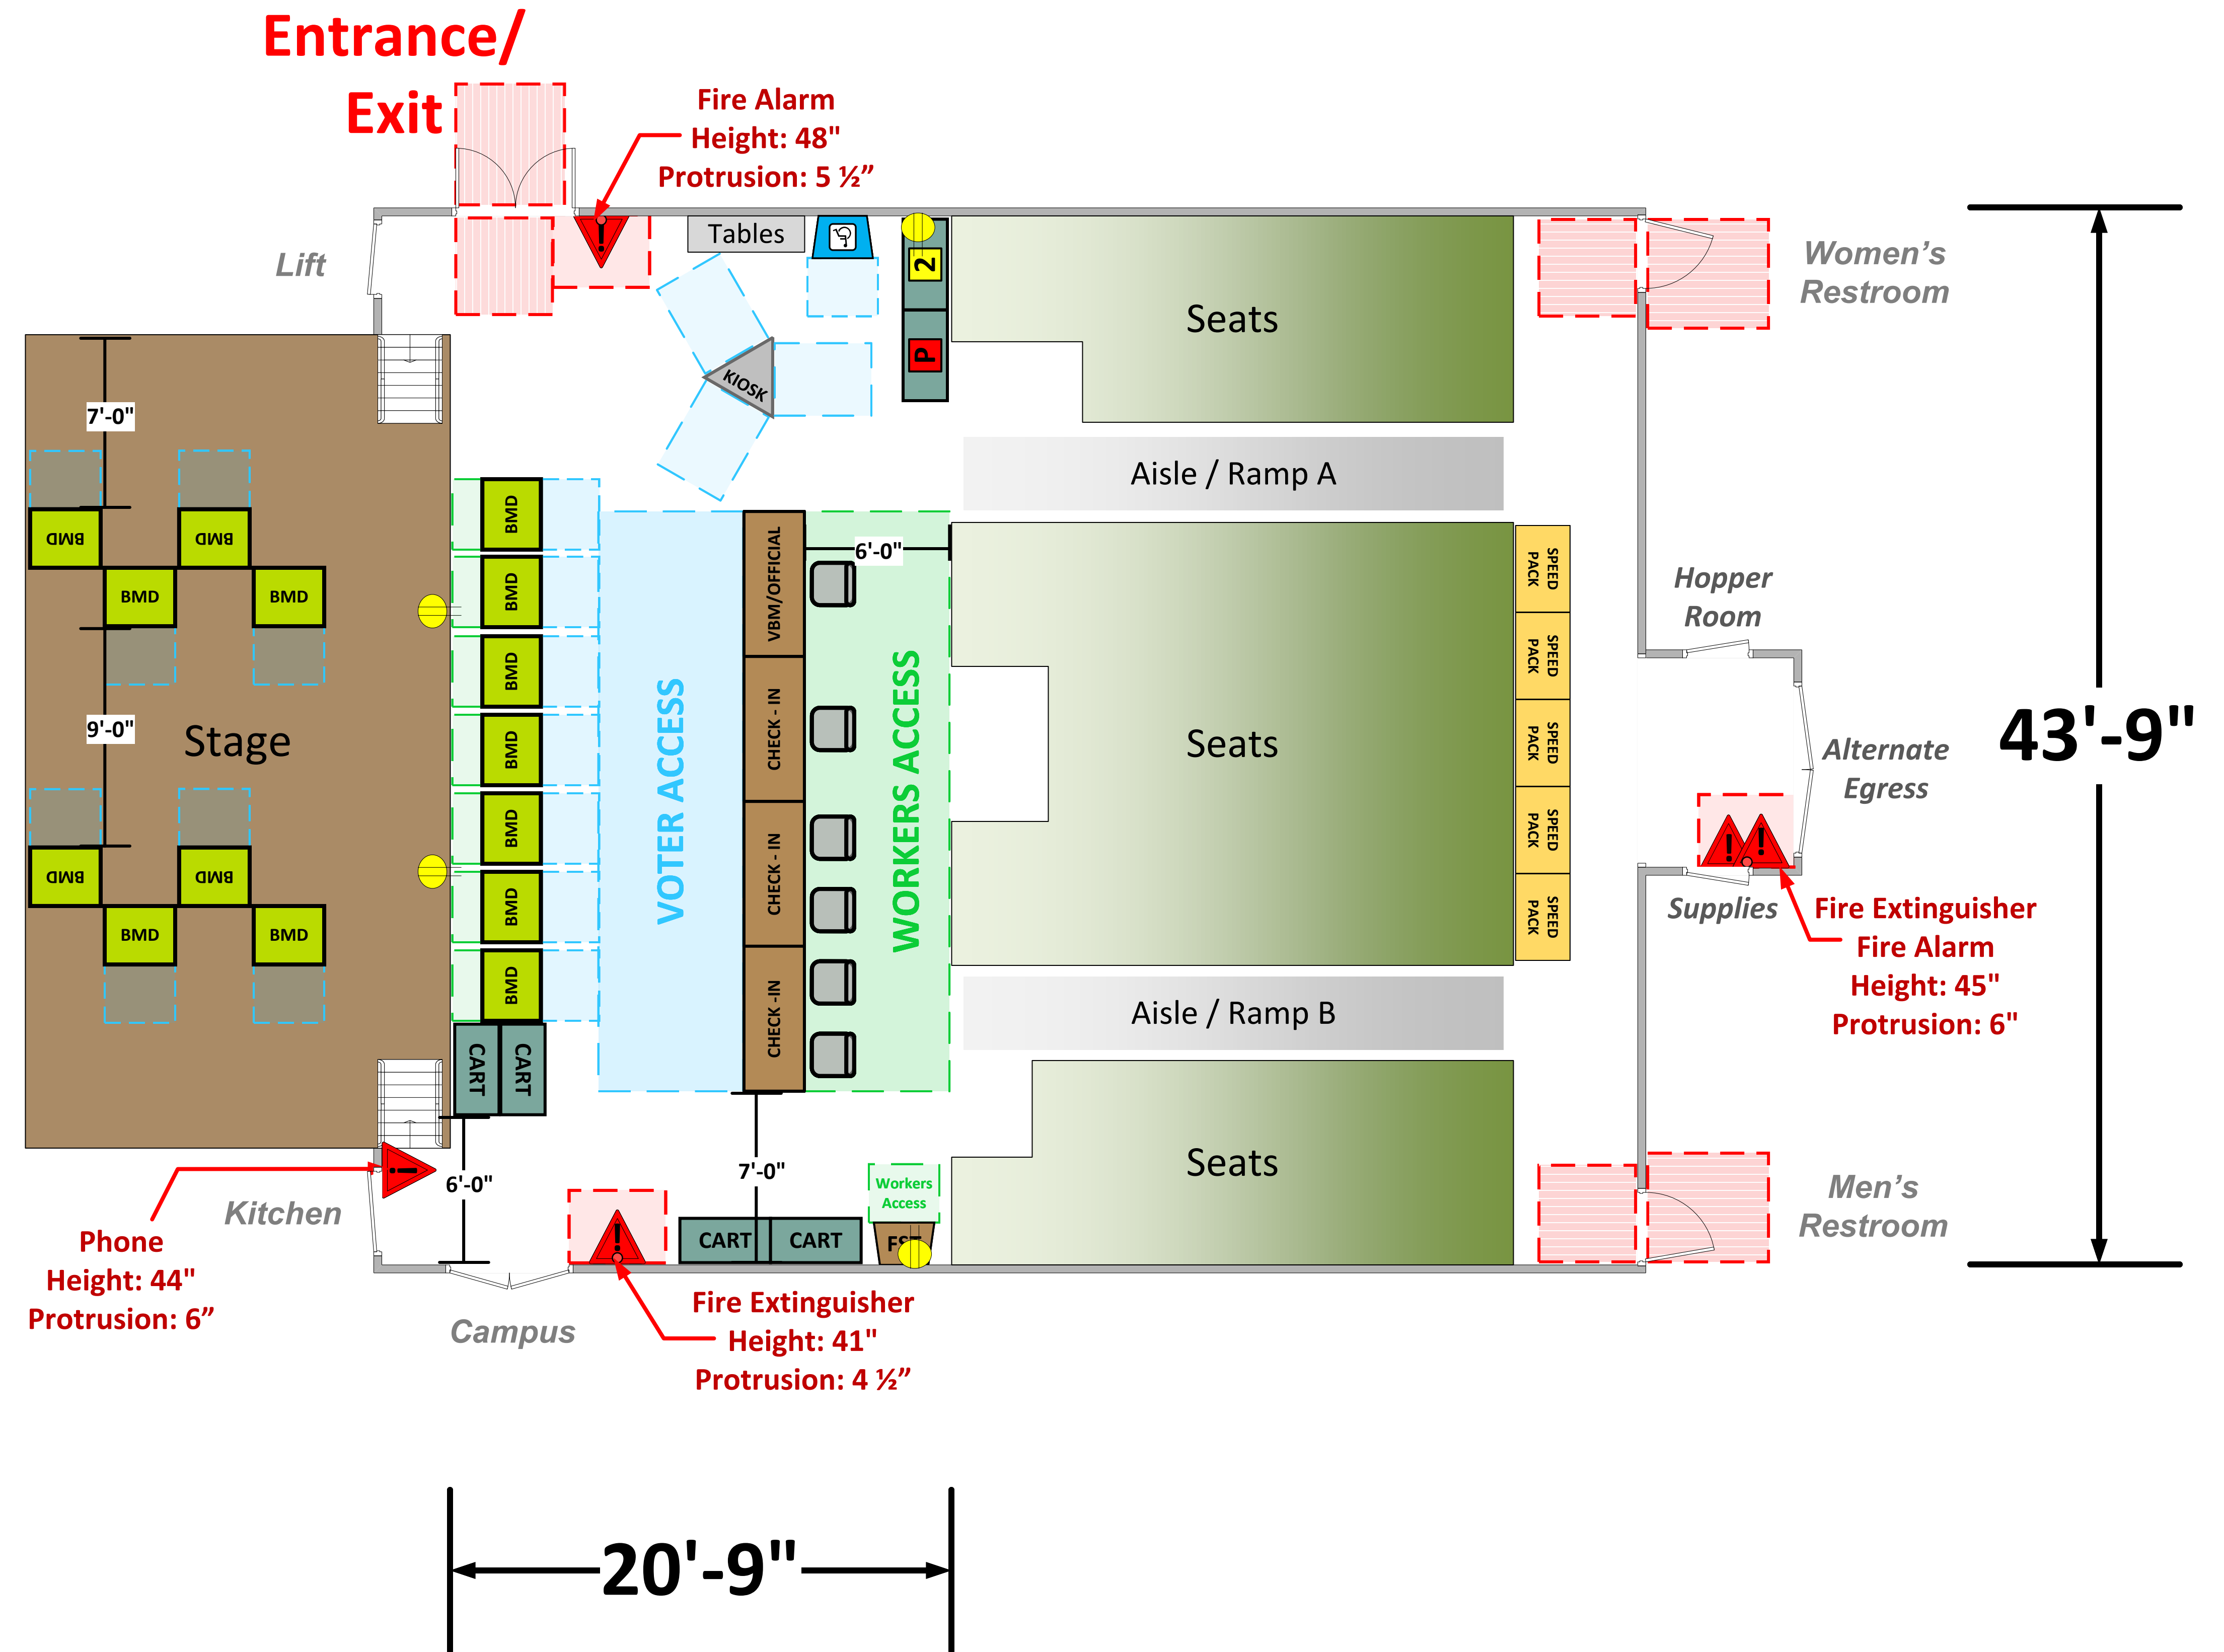 Entrance/
Exit
Fire Alarm
Height: 48"
Protrusion: 5 ½”
Lift
Tables
2
P
KIOSK
Seats
Women’s
Restroom
7'-0"
Aisle / Ramp A
BMD
BMD
BMD
BMD
BMD
BMD
BMD
BMD
BMD
BMD
BMD
VBM/OFFICIAL
CHECK - IN
CHECK - IN
CHECK -IN
6'-0"
VOTER ACCESS
WORKERS ACCESS
Seats
SPEED
PACK
SPEED
PACK
SPEED
PACK
SPEED
PACK
SPEED
PACK
Hopper
Room
43'-9"
Alternate
Egress
9'-0"
Stage
BMD
BMD
BMD
BMD
Supplies
Fire Extinguisher
Fire Alarm
Height: 45"
Protrusion: 6"
Aisle / Ramp B
CART
CART
6'-0"
7'-0"
Workers
Access
Seats
Kitchen
Phone
Height: 44"
Protrusion: 6”
CART
CART
Men’s
Restroom
Campus
Fire Extinguisher
Height: 41"
Protrusion: 4 ½”
20'-9"